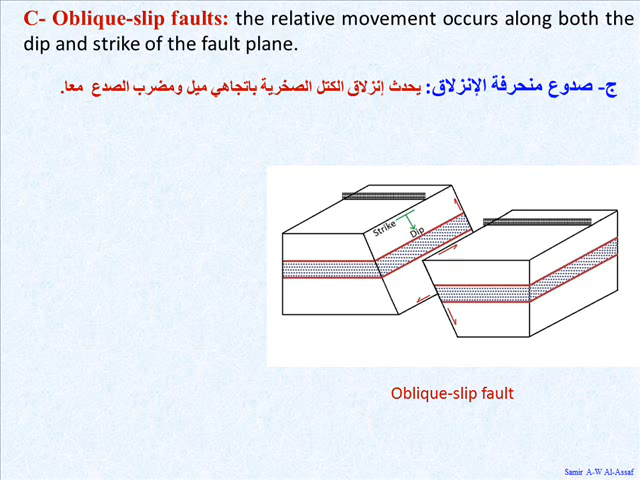 C- Oblique-slip faults: the relative movement occurs along both the
dip and strike of the fault plane.
ج- صدوع منحرفة الإنزلاق: يحدث إنزلاق الكتل الصخرية باتجاهي ميل ومضرب الصدع معا.
Strike
Dip
Oblique-slip fault
Samir A-W Al-Assaf